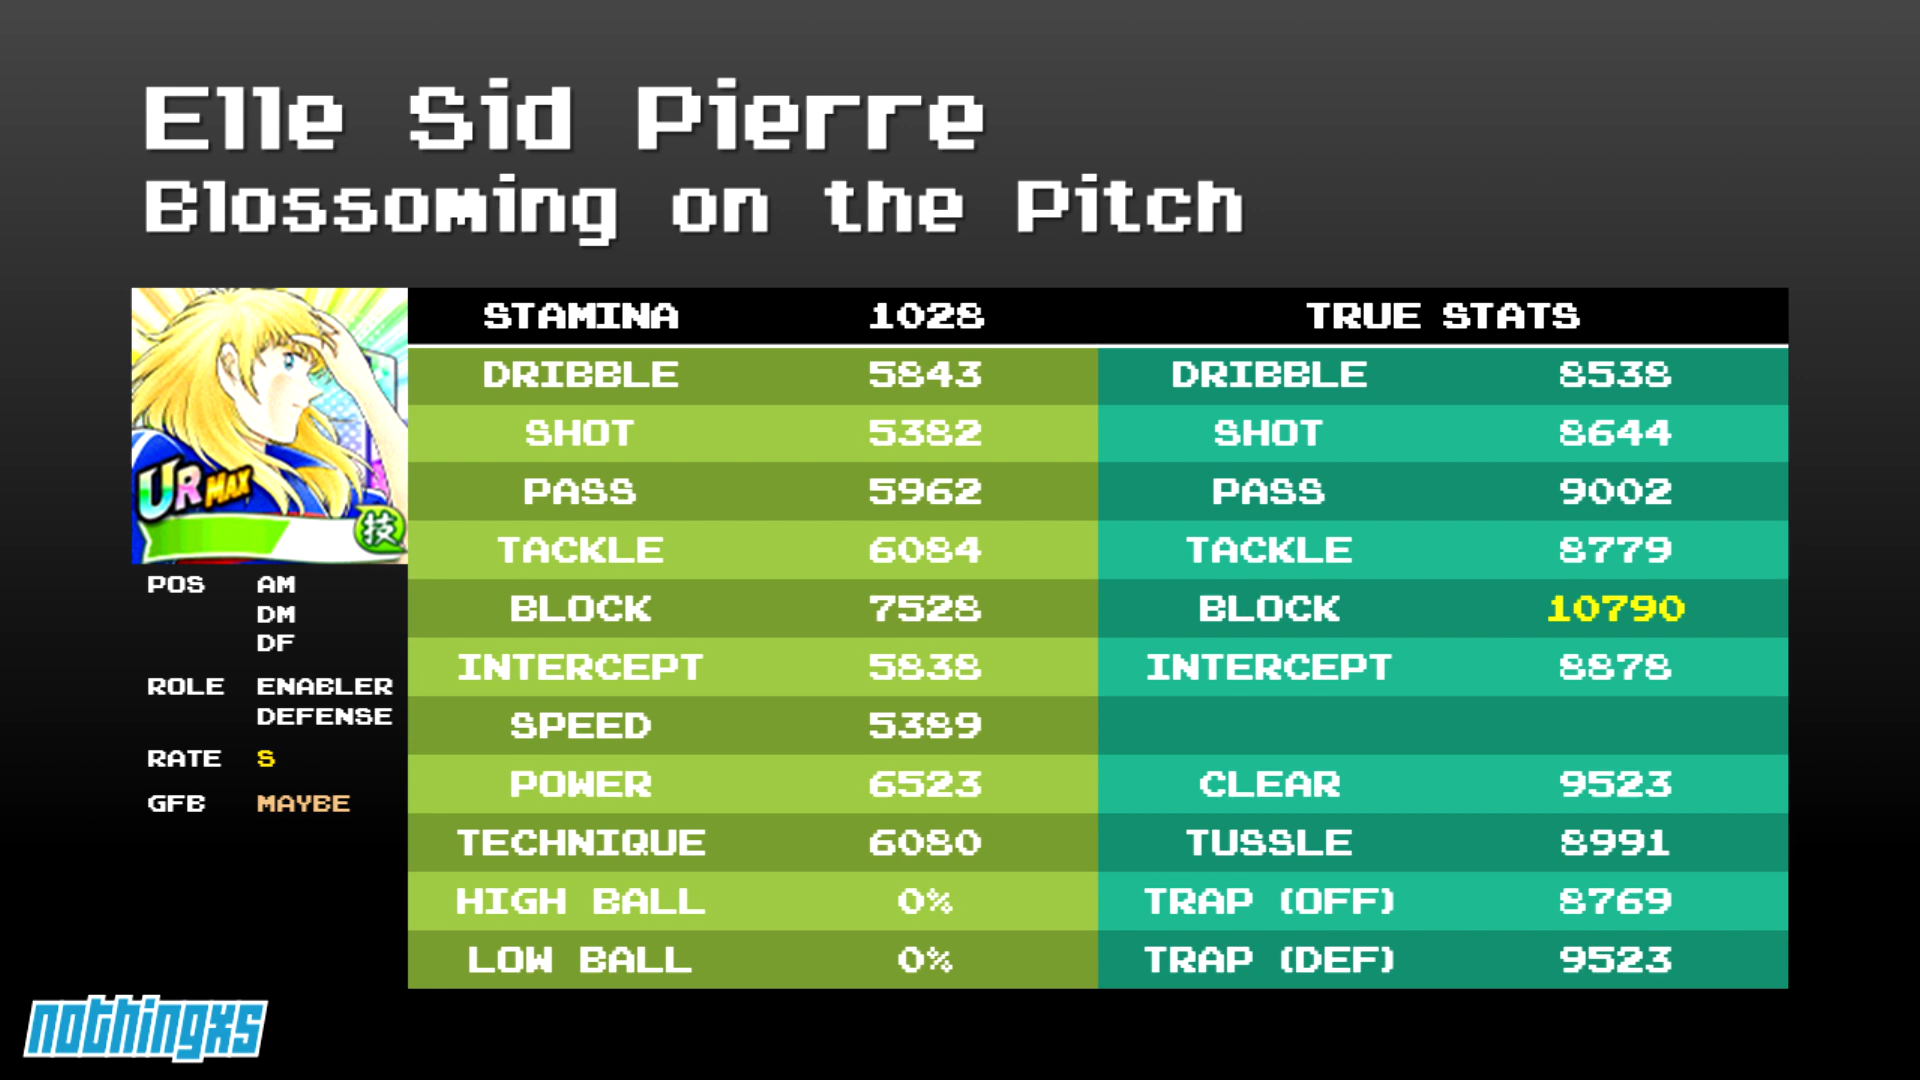 Elle Sid Pierre
Blossoming on the Pitch
STAMINA 1028 TRUE STATS
DRIBBLE 5843 DRIBBLE 8538
SHOT 5382 SHOT 8644
PASS 5962 PASS 9002
TACKLE 6084 TACKLE 8779
BLOCK 7528 BLOCK 10790
INTERCEPT 5838 INTERCEPT 8878
SPEED 5389
POWER 6523 CLEAR 9523
TECHNIQUE 6080 TUSSLE 8991
HIGH BALL 0% TRAP (OFF) 8769
LOW BALL 0% TRAP (DEF) 9523
UR MAX
技
POS AM
DM
DF
ROLE ENABLER
DEFENSE
RATE S
GFB MAYBE
nothingxs